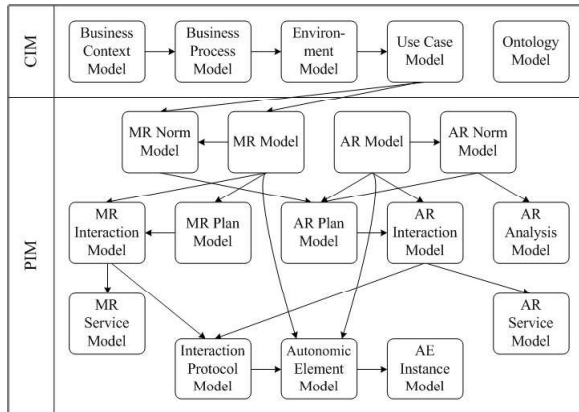 CIM
Business
Context
Model
Business
Process
Model
Environ-
ment
Model
Use Case
Model
Ontology
Model
PIM
MR Norm
Model
MR Model
AR Model
AR Norm
Model
MR
Interaction
Model
MR Plan
Model
AR Plan
Model
AR
Interaction
Model
AR
Analysis
Model
MR
Service
Model
AR
Service
Model
Interaction
Protocol
Model
Autonomic
Element
Model
AE
Instance
Model